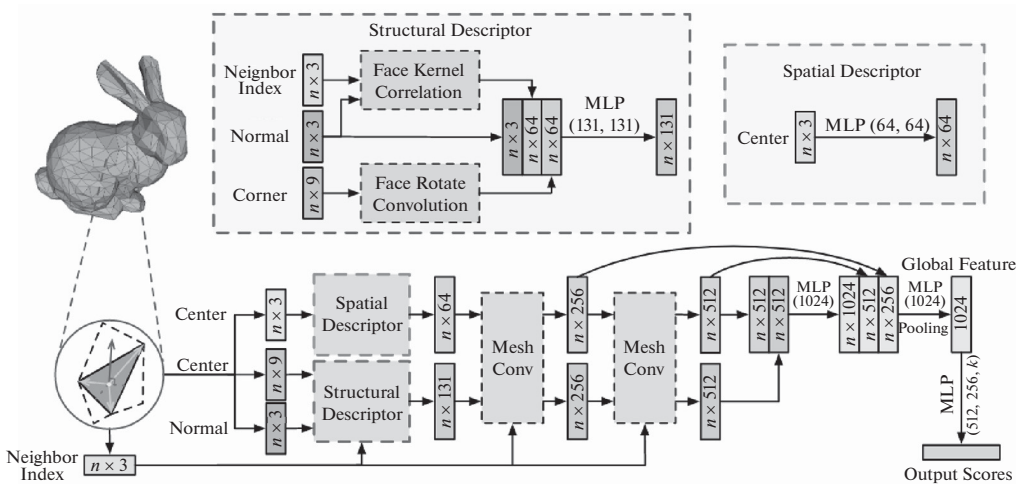 Structural Descriptor
Neignbor
Index
n × 3
Face Kernel
Correlation
Normal
n × 3
n × 3
n × 64
n × 64
MLP
(131, 131)
n × 131
Corner
n × 9
Face Rotate
Convolution
Spatial Descriptor
Center
n × 3
MLP (64, 64)
n × 64
Center
n × 3
Spatial
Descriptor
n × 64
Center
n × 9
Structural
Descriptor
n × 131
Normal
n × 3
Neighbor
Index
n × 3
Mesh
Conv
n × 256
n × 256
Mesh
Conv
n × 512
n × 512
n × 512
n × 512
MLP
(1024)
n × 1024
n × 512
n × 256
Global Feature
MLP
(1024)
Pooling
1024
MLP
(512, 256, k)
Output Scores